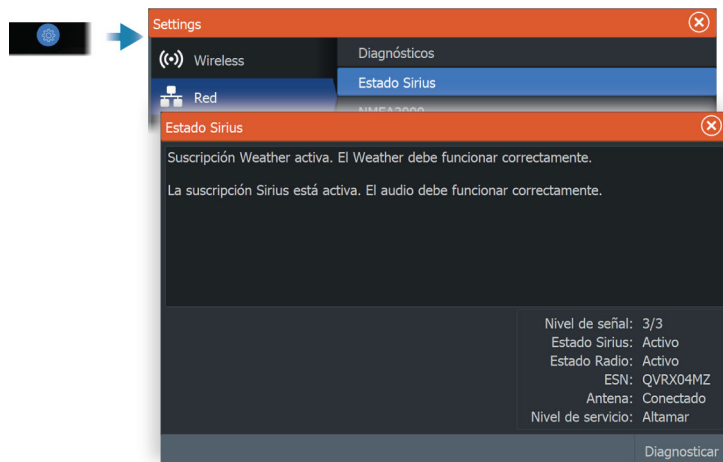 Settings
Wireless
Diagnósticos
Estado Sirius
Red
NMEA2000
Estado Sirius
Suscripción Weather activa. El Weather debe funcionar correctamente.
La suscripción Sirius está activa. El audio debe funcionar correctamente.
Nivel de señal: 3/3
Estado Sirius: Activo
Estado Radio: Activo
ESN: QVRX04MZ
Antena: Conectado
Nivel de servicio: Altamar
Diagnosticar